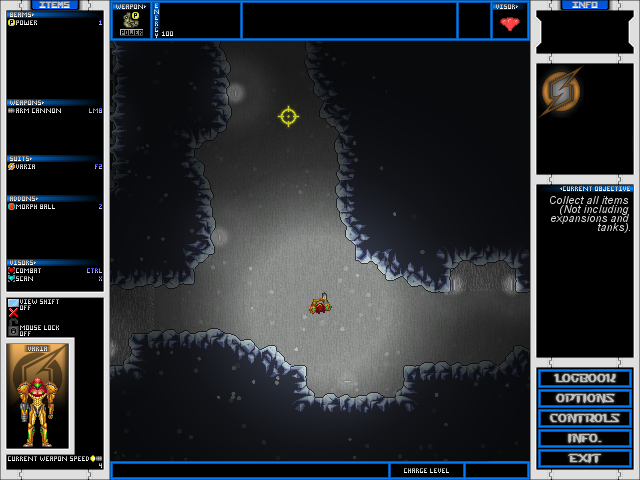 ITEMS
BEAMS
POWER 1
WEAPONS
ARM CANNON LMB
SUITS
VARIA F2
ADDONS
MORPH BALL Z
VISORS
COMBAT CTRL
SCAN X
VIEW SHIFT
OFF
MOUSE LOCK
OFF
VARIA
CURRENT WEAPON SPEED
4
WEAPON
POWER
ENERGY
100
VISOR
CHARGE LEVEL
INFO
CURRENT OBJECTIVE
Collect all items
(Not including
expansions and
tanks).
LOGBOOK
OPTIONS
CONTROLS
INFO.
EXIT